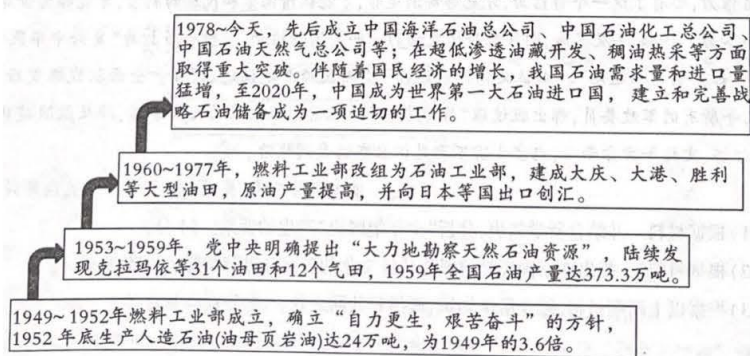 1978~今天，先后成立中国海洋石油总公司、中国石油化工总公司、
中国石油天然气总公司等；在超低渗透油藏开发、稠油热采等方面
取得重大突破。伴随着国民经济的增长，我国石油需求量和进口量
猛增，至2020年，中国成为世界第一大石油进口国，建立和完善战
略石油储备成为一项迫切的工作。
1960~1977年，燃料工业部改组为石油工业部，建成大庆、大港、胜利
等大型油田，原油产量提高，并向日本等国出口创汇。
1953~1959年，党中央明确提出“大力地勘察天然石油资源”，陆续发
现克拉玛依等31个油田和12个气田，1959年全国石油产量达373.3万吨。
1949~1952年燃料工业部成立，确立“自力更生，艰苦奋斗”的方针，
1952年底生产人造石油(油母页岩油)达24万吨，为1949年的3.6倍。